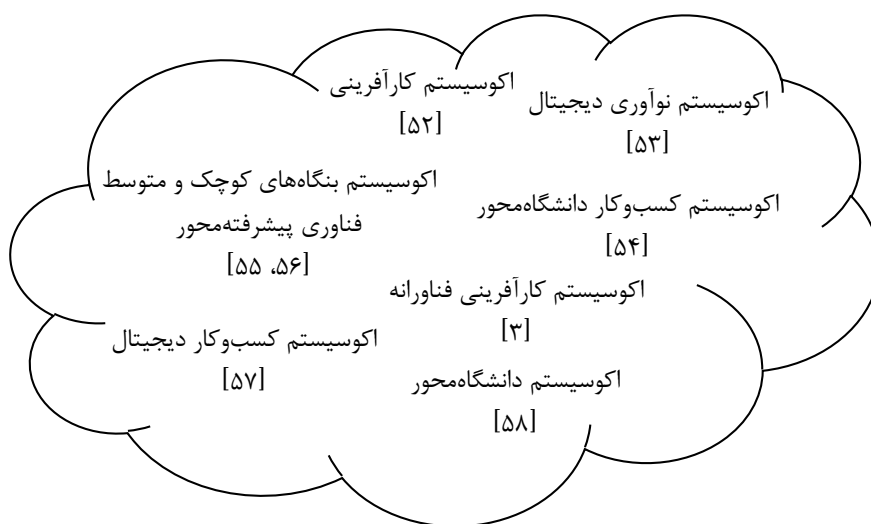 اکوسیستم کارآفرینی
[۵۲]
اکوسیستم نوآوری دیجیتال
[۵۳]
اکوسیستم بنگاه‌های کوچک و متوسط
فناوری پیشرفته‌محور
[۵۵، ۵۶]
اکوسیستم کسب‌وکار دانشگاه‌محور
[۵۴]
اکوسیستم کارآفرینی فناورانه
[۳]
اکوسیستم کسب‌وکار دیجیتال
[۵۷]
اکوسیستم دانشگاه‌محور
[۵۸]